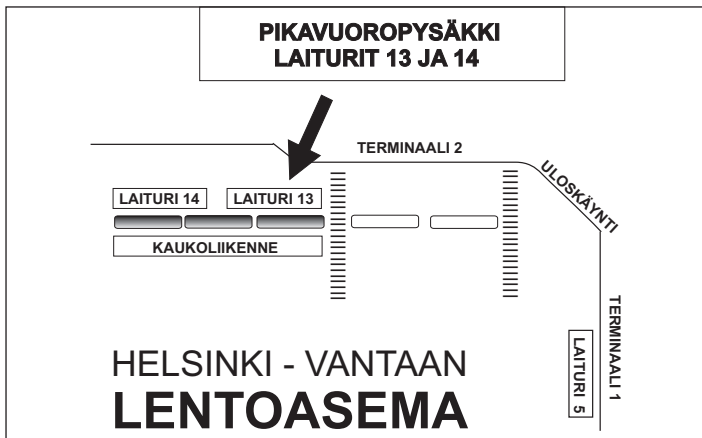 PIKAVUOROPYSÄKKI
LAITURIT 13 JA 14
TERMINAALI 2
ULOSKÄYNTI
LAITURI 14
LAITURI 13
KAUKOLIIKENNE
TERMINAALI 1
LAITURI 5
HELSINKI - VANTAAN
LENTOASEMA